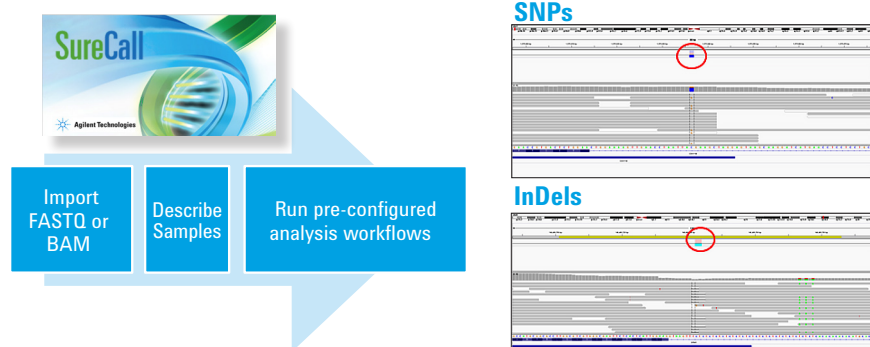 SureCall
Agilent Technologies
Import
FASTQ or
BAM
Describe
Samples
Run pre-configured
analysis workflows
SNPs
InDels